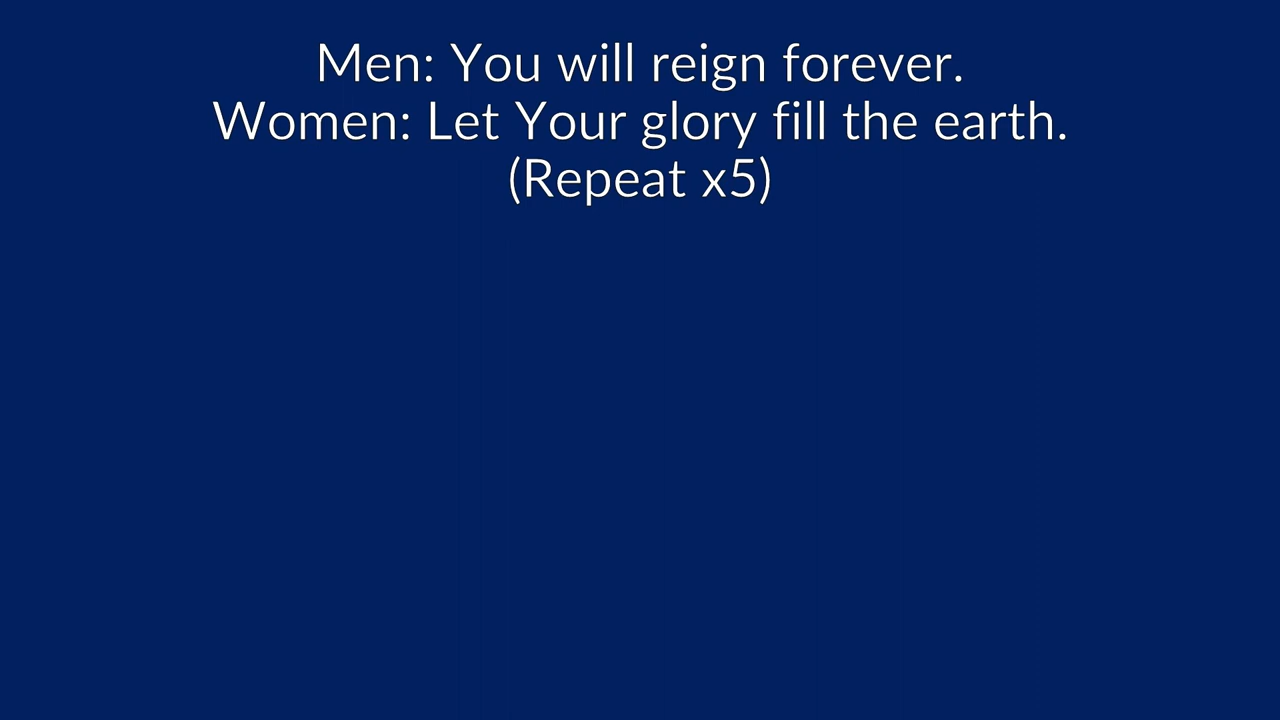 Men: You will reign forever.
Women: Let Your glory fill the earth.
(Repeat x5)